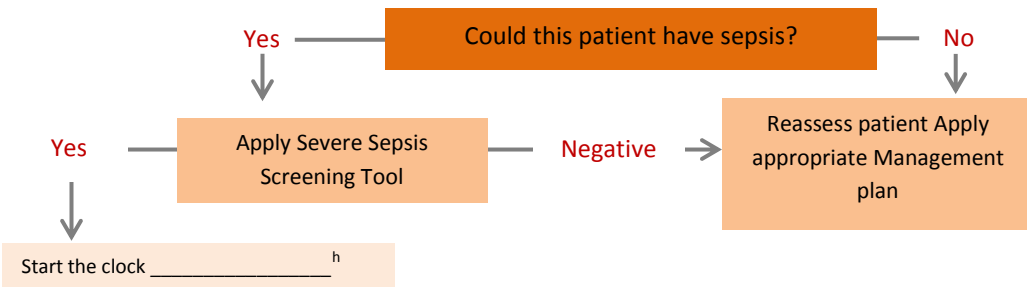 Yes
Could this patient have sepsis?
No
Yes
Apply Severe Sepsis
Screening Tool
Negative
Reassess patient Apply
appropriate Management
plan
Start the clock _________________h